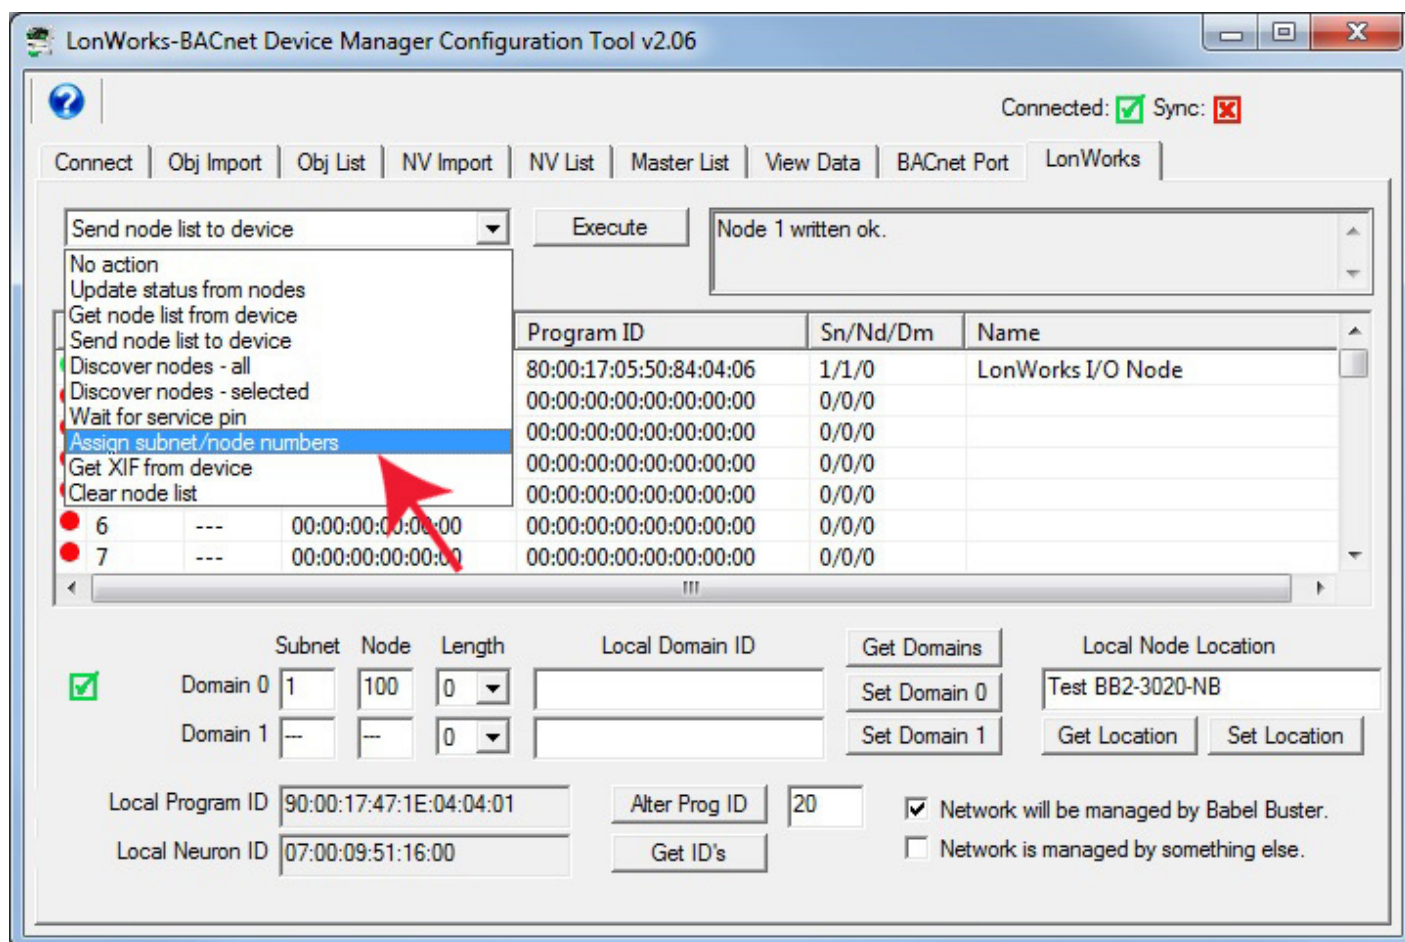 LonWorks-BACnet Device Manager Configuration Tool v2.06
Connected: Sync:
Connect Obj Import Obj List NV Import NV List Master List View Data BACnet Port LonWorks
Send node list to device Execute Node 1 written ok.
No action
Update status from nodes
Get node list from device
Send node list to device
Discover nodes - all
Discover nodes - selected
Wait for service pin
Assign subnet/node numbers
Get XIF from device
Clear node list
Program ID Sn/Nd/Dm Name
80:00:17:05:50:84:04:06 1/1/0 LonWorks I/O Node
00:00:00:00:00:00:00:00 0/0/0
00:00:00:00:00:00:00:00 0/0/0
00:00:00:00:00:00:00:00 0/0/0
00:00:00:00:00:00:00:00 0/0/0
6 --- 00:00:00:00:00:00 00:00:00:00:00:00:00:00 0/0/0
7 --- 00:00:00:00:00:00 00:00:00:00:00:00:00:00 0/0/0
Subnet Node Length Local Domain ID Get Domains Local Node Location
Domain 0 1 100 0 Set Domain 0 Test BB2-3020-NB
Domain 1 --- --- 0 Set Domain 1 Get Location Set Location
Local Program ID 90:00:17:47:1E:04:04:01 Alter Prog ID 20 Network will be managed by Babel Buster.
Local Neuron ID 07:00:09:51:16:00 Get ID's Network is managed by something else.